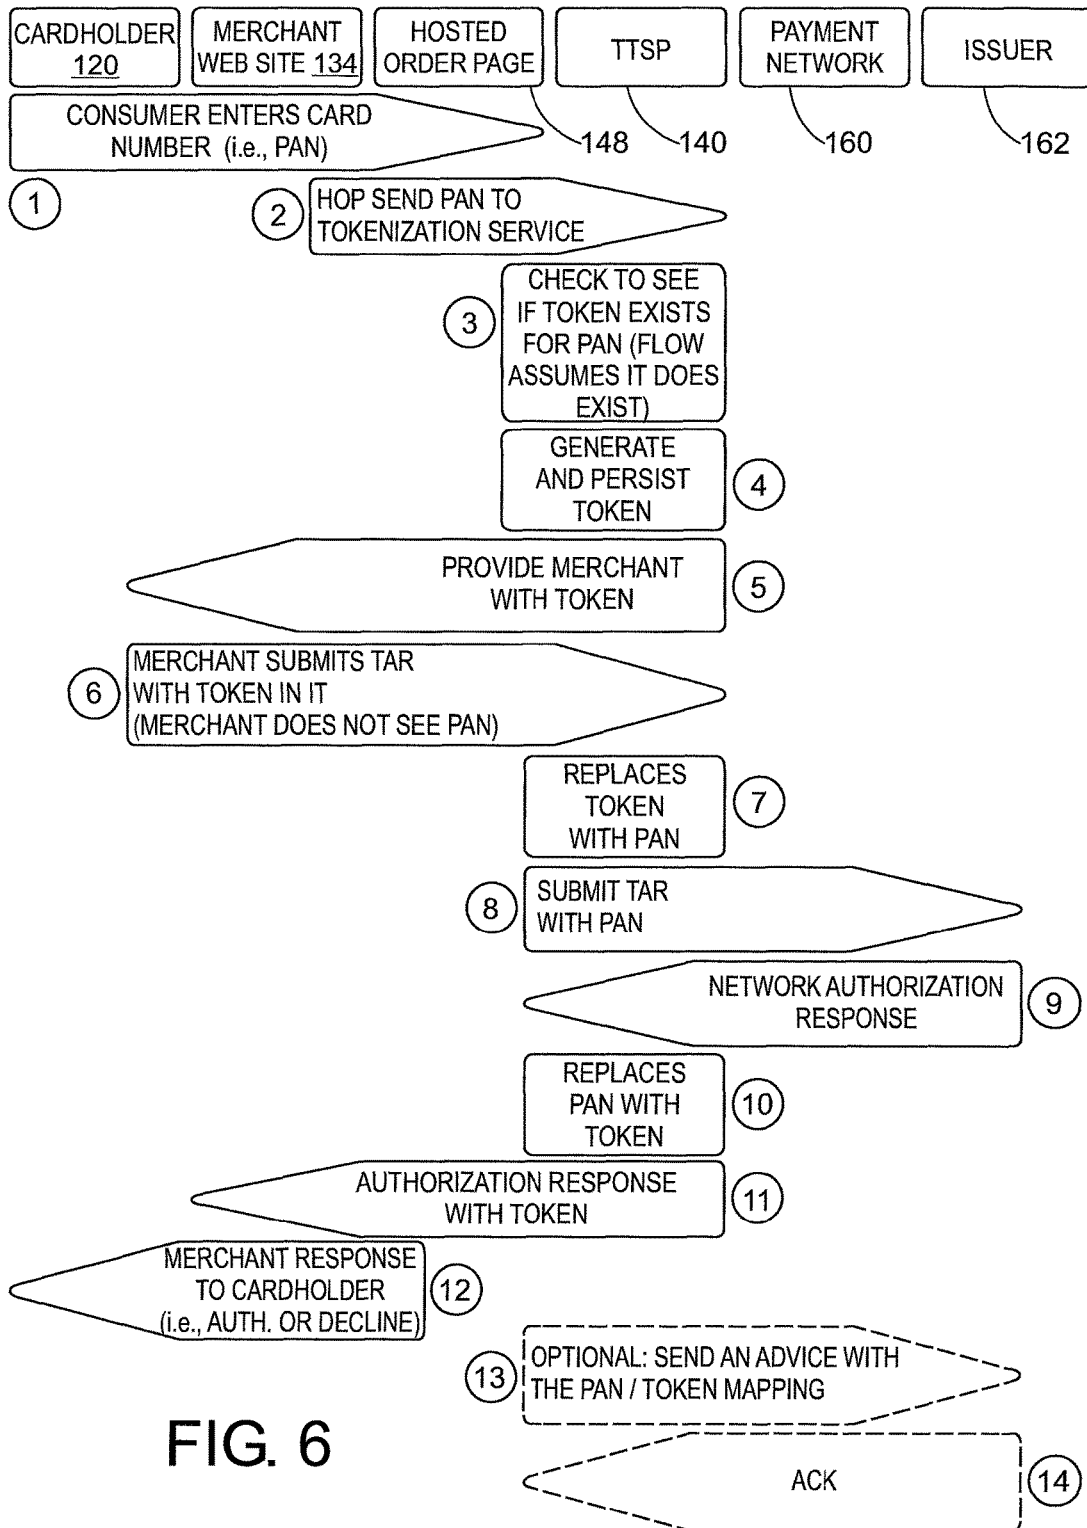 CARDHOLDER
120
MERCHANT
WEB SITE 134
HOSTED
ORDER PAGE
TTSP
PAYMENT
NETWORK
ISSUER
148
140
160
162
CONSUMER ENTERS CARD
NUMBER (i.e., PAN)
1
2
HOP SEND PAN TO
TOKENIZATION SERVICE
3
CHECK TO SEE
IF TOKEN EXISTS
FOR PAN (FLOW
ASSUMES IT DOES
EXIST)
GENERATE
AND PERSIST
TOKEN
4
PROVIDE MERCHANT
WITH TOKEN
5
6
MERCHANT SUBMITS TAR
WITH TOKEN IN IT
(MERCHANT DOES NOT SEE PAN)
REPLACES
TOKEN
WITH PAN
7
8
SUBMIT TAR
WITH PAN
NETWORK AUTHORIZATION
RESPONSE
9
REPLACES
PAN WITH
TOKEN
10
AUTHORIZATION RESPONSE
WITH TOKEN
11
MERCHANT RESPONSE
TO CARDHOLDER
(i.e., AUTH. OR DECLINE)
12
13
OPTIONAL: SEND AN ADVICE WITH
THE PAN / TOKEN MAPPING
ACK
14
FIG. 6